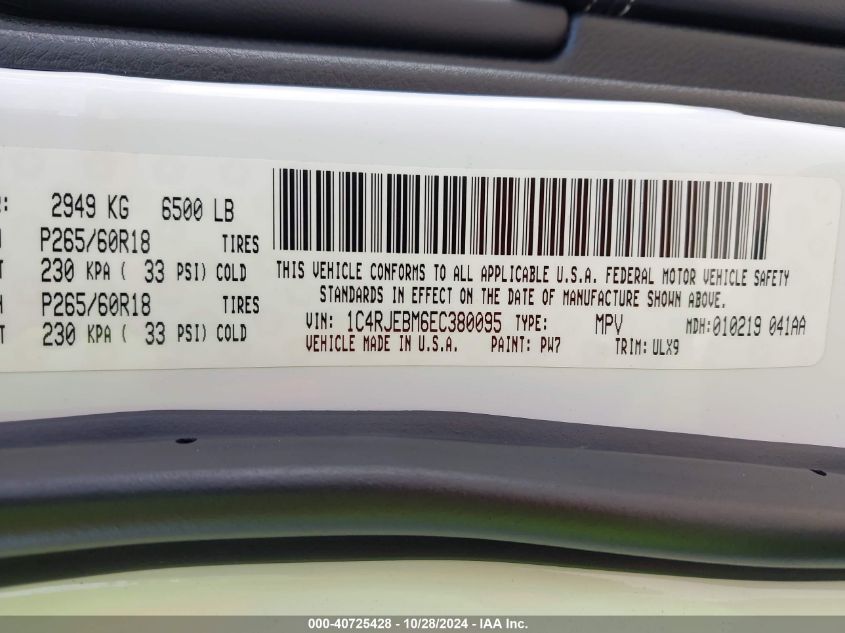 : 2949 KG 6500 LB
P265/60R18 TIRES
T 230 KPA ( 33 PSI) COLD
P265/60R18 TIRES
T 230 KPA ( 33 PSI) COLD
THIS VEHICLE CONFORMS TO ALL APPLICABLE U.S.A. FEDERAL MOTOR VEHICLE SAFETY
STANDARDS IN EFFECT ON THE DATE OF MANUFACTURE SHOWN ABOVE.
VIN: 1C4RJEBM6EC380095 TYPE: MPV MDH:010219 041AA
VEHICLE MADE IN U.S.A. PAINT: PW7 TRIM: ULX9
000-40725428 - 10/28/2024 - IAA Inc.